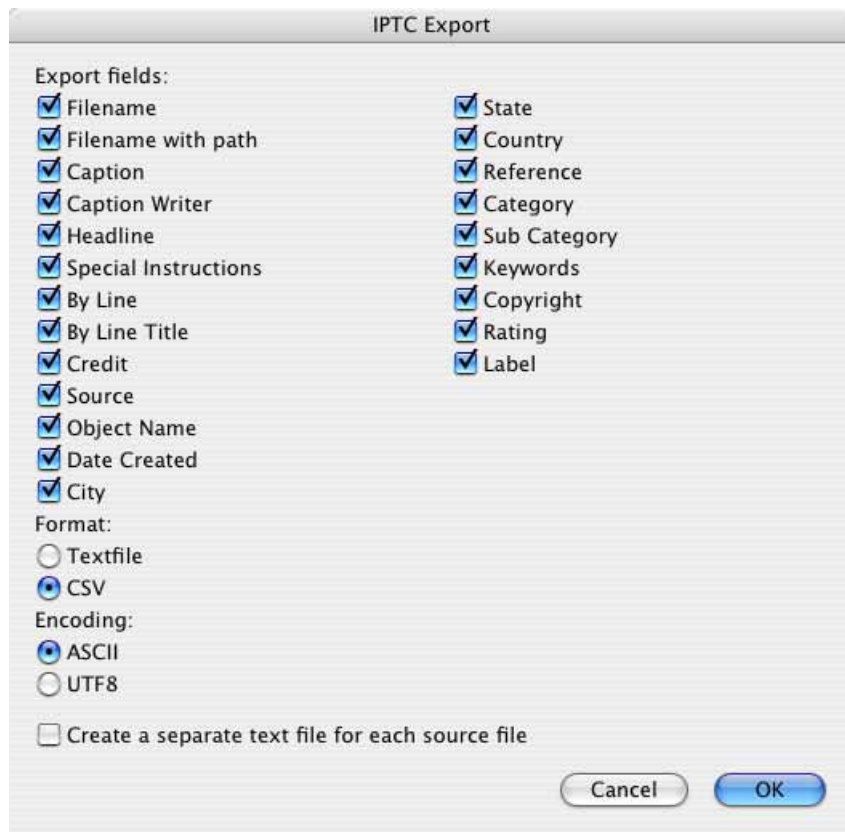 IPTC Export
Export fields:
Filename
Filename with path
Caption
Caption Writer
Headline
Special Instructions
By Line
By Line Title
Credit
Source
Object Name
Date Created
City
State
Country
Reference
Category
Sub Category
Keywords
Copyright
Rating
Label
Format:
Textfile
CSV
Encoding:
ASCII
UTF8
Create a separate text file for each source file
Cancel
OK